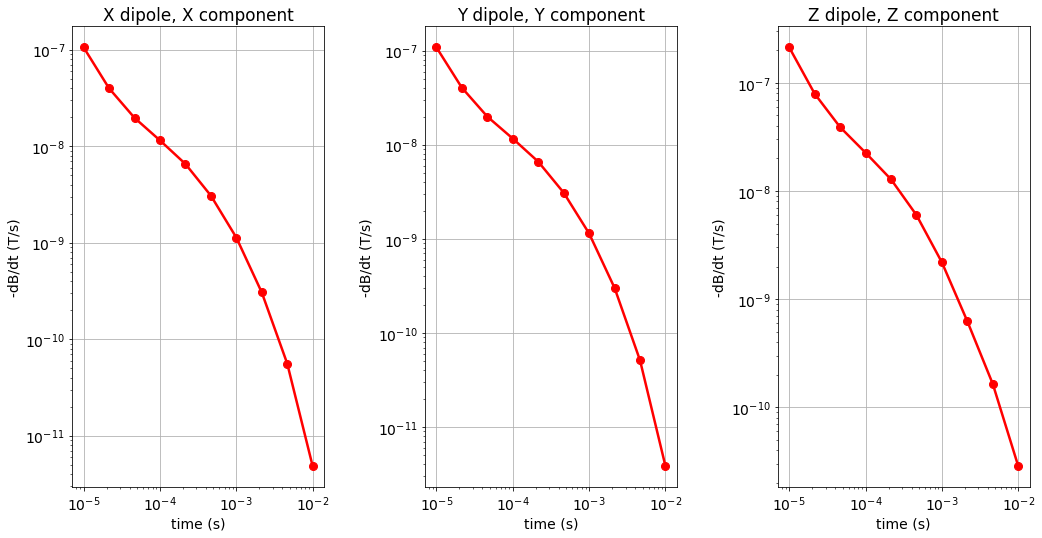 X dipole, X component
-dB/dt (T/s)
10⁻⁷
10⁻⁸
10⁻⁹
10⁻¹⁰
10⁻¹¹
10⁻⁵ 10⁻⁴ 10⁻³ 10⁻²
time (s)
Y dipole, Y component
-dB/dt (T/s)
10⁻⁷
10⁻⁸
10⁻⁹
10⁻¹⁰
10⁻¹¹
10⁻⁵ 10⁻⁴ 10⁻³ 10⁻²
time (s)
Z dipole, Z component
-dB/dt (T/s)
10⁻⁷
10⁻⁸
10⁻⁹
10⁻¹⁰
10⁻⁵ 10⁻⁴ 10⁻³ 10⁻²
time (s)